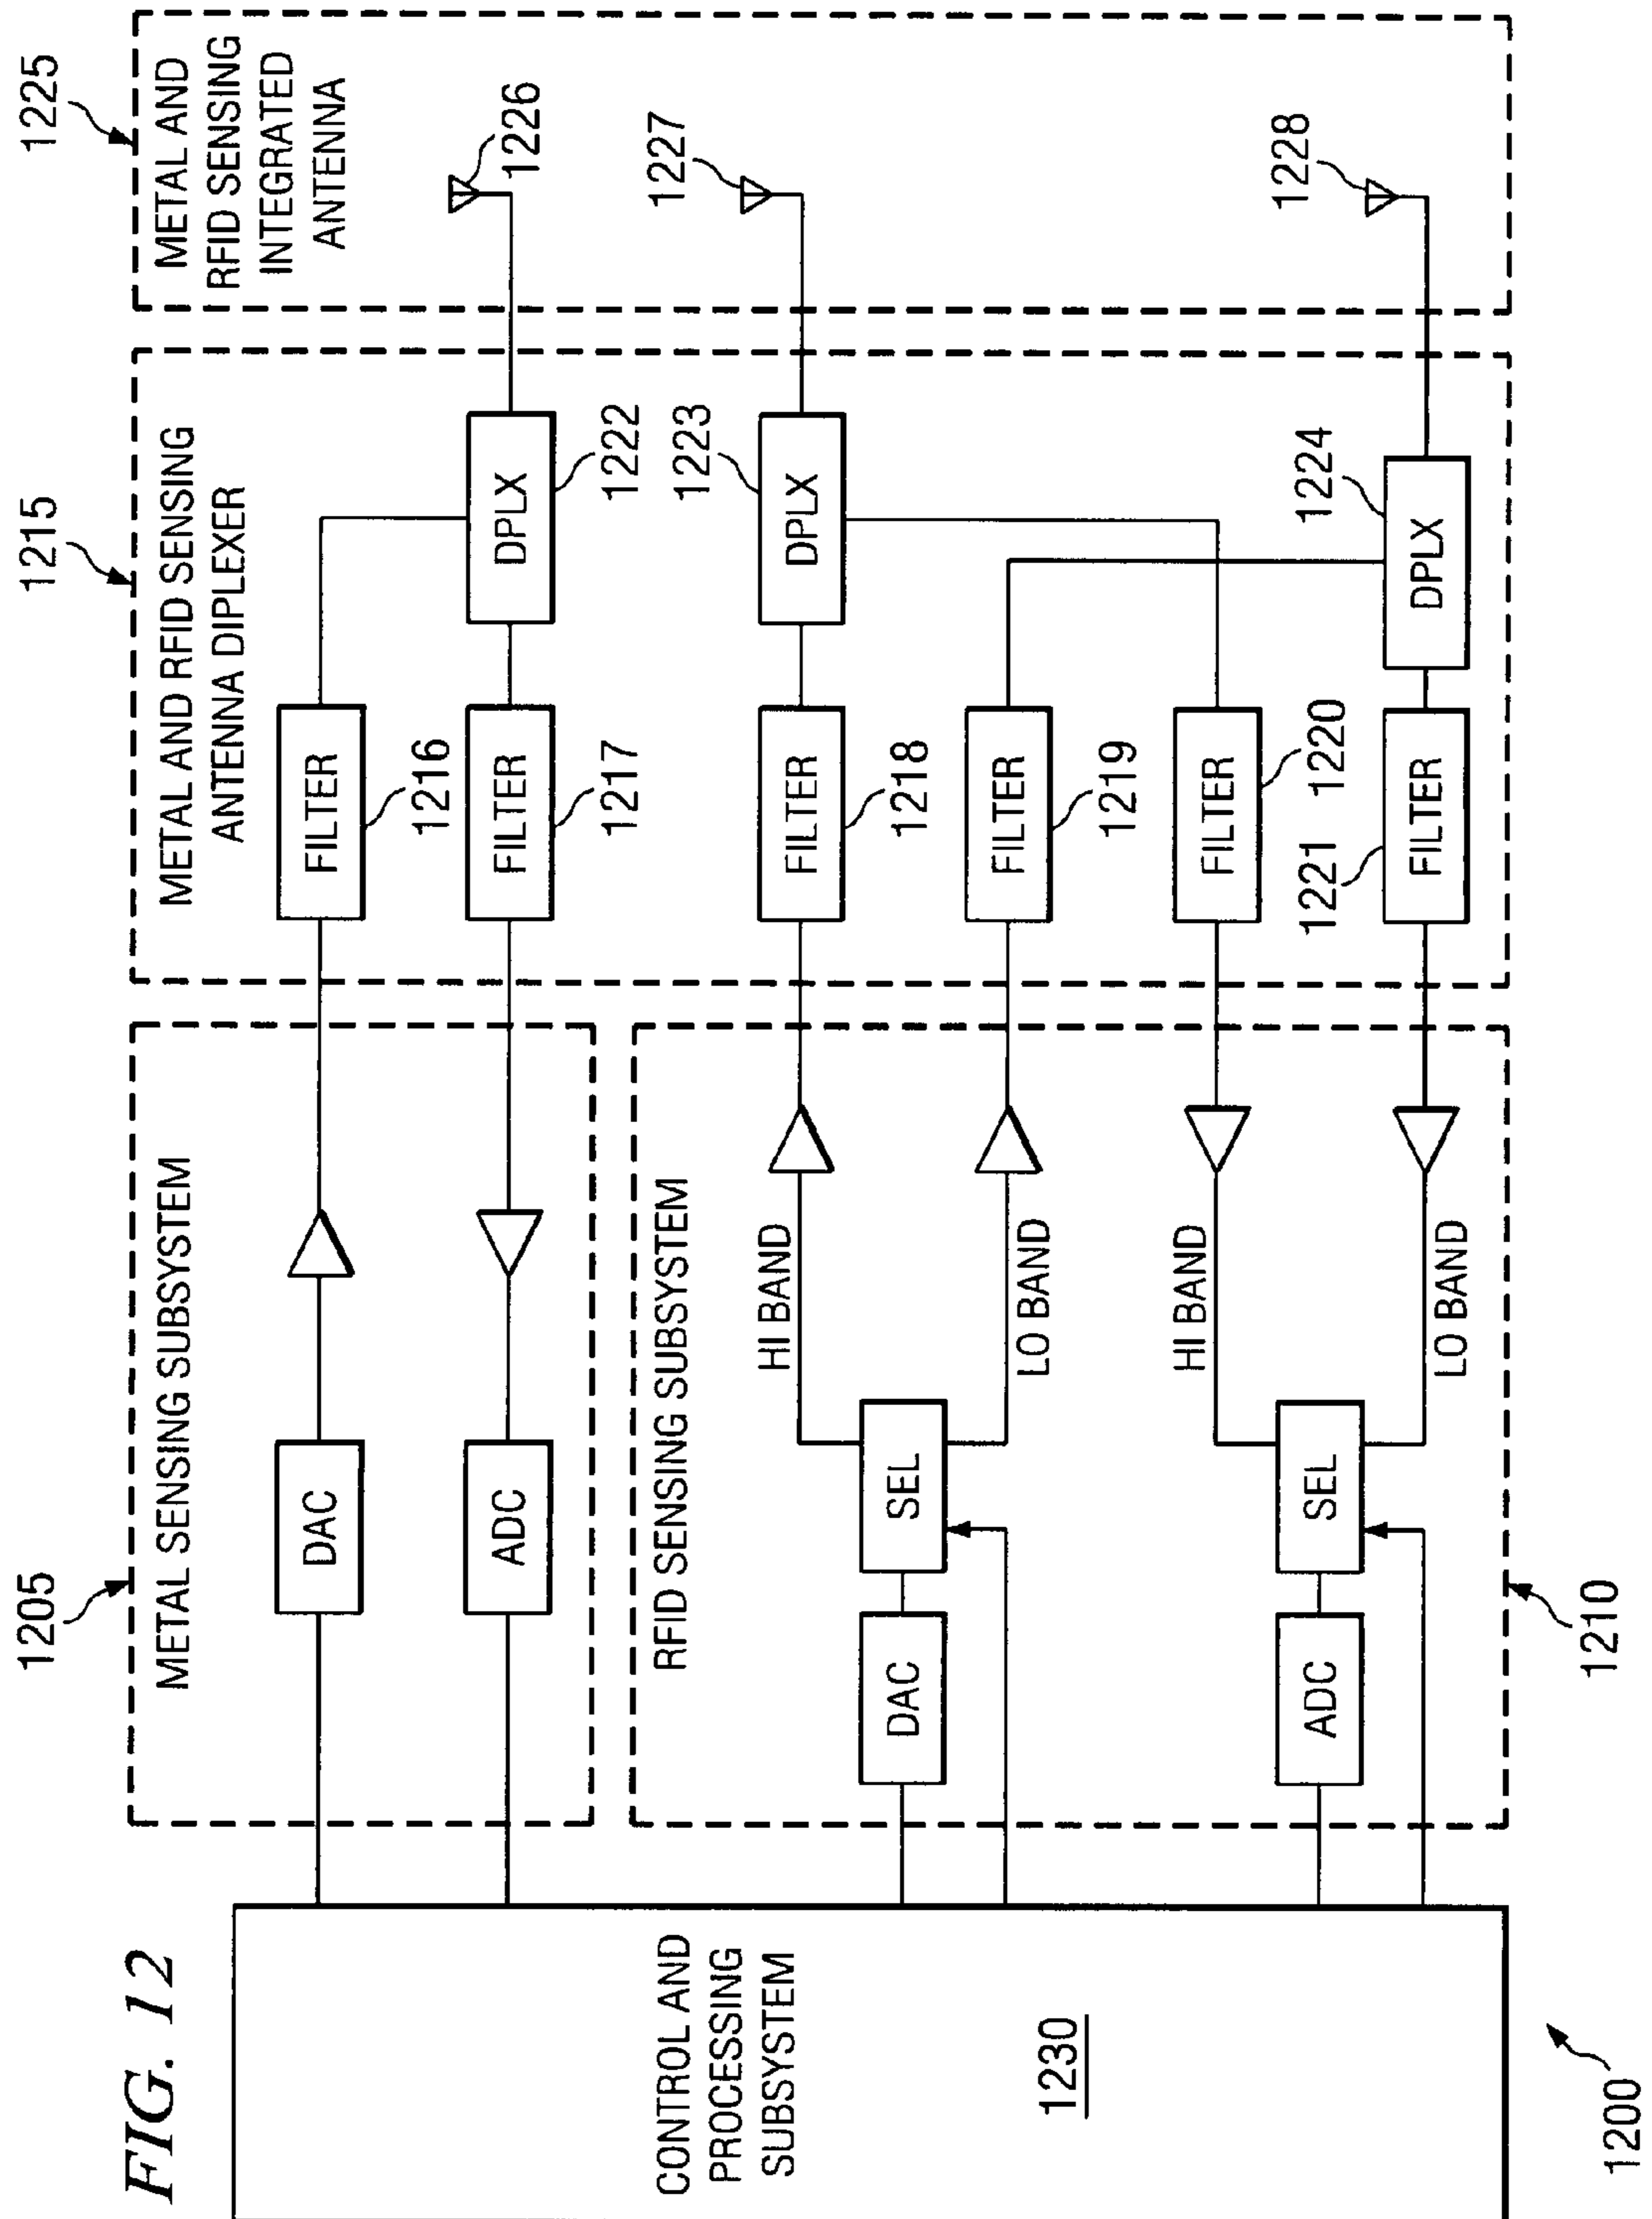 FIG. 12
CONTROL AND
PROCESSING
SUBSYSTEM
1230
1200
1205
METAL SENSING SUBSYSTEM
DAC
ADC
RFID SENSING SUBSYSTEM
DAC
SEL
HI BAND
LO BAND
ADC
SEL
HI BAND
LO BAND
1210
1215
METAL AND RFID SENSING
ANTENNA DIPLEXER
FILTER
1216
FILTER
1217
DPLX
1222
FILTER
1218
DPLX
1223
FILTER
1219
FILTER
1220
FILTER
1221
DPLX
1224
1225
METAL AND
RFID SENSING
INTEGRATED
ANTENNA
1226
1227
1228